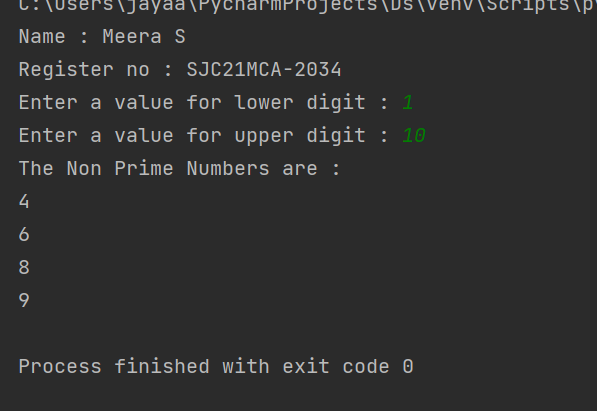 C:\Users\jayaa\PycharmProjects\Ds\venv\Scripts\
Name : Meera S
Register no : SJC21MCA-2034
Enter a value for lower digit : 1
Enter a value for upper digit : 10
The Non Prime Numbers are :
4
6
8
9
Process finished with exit code 0